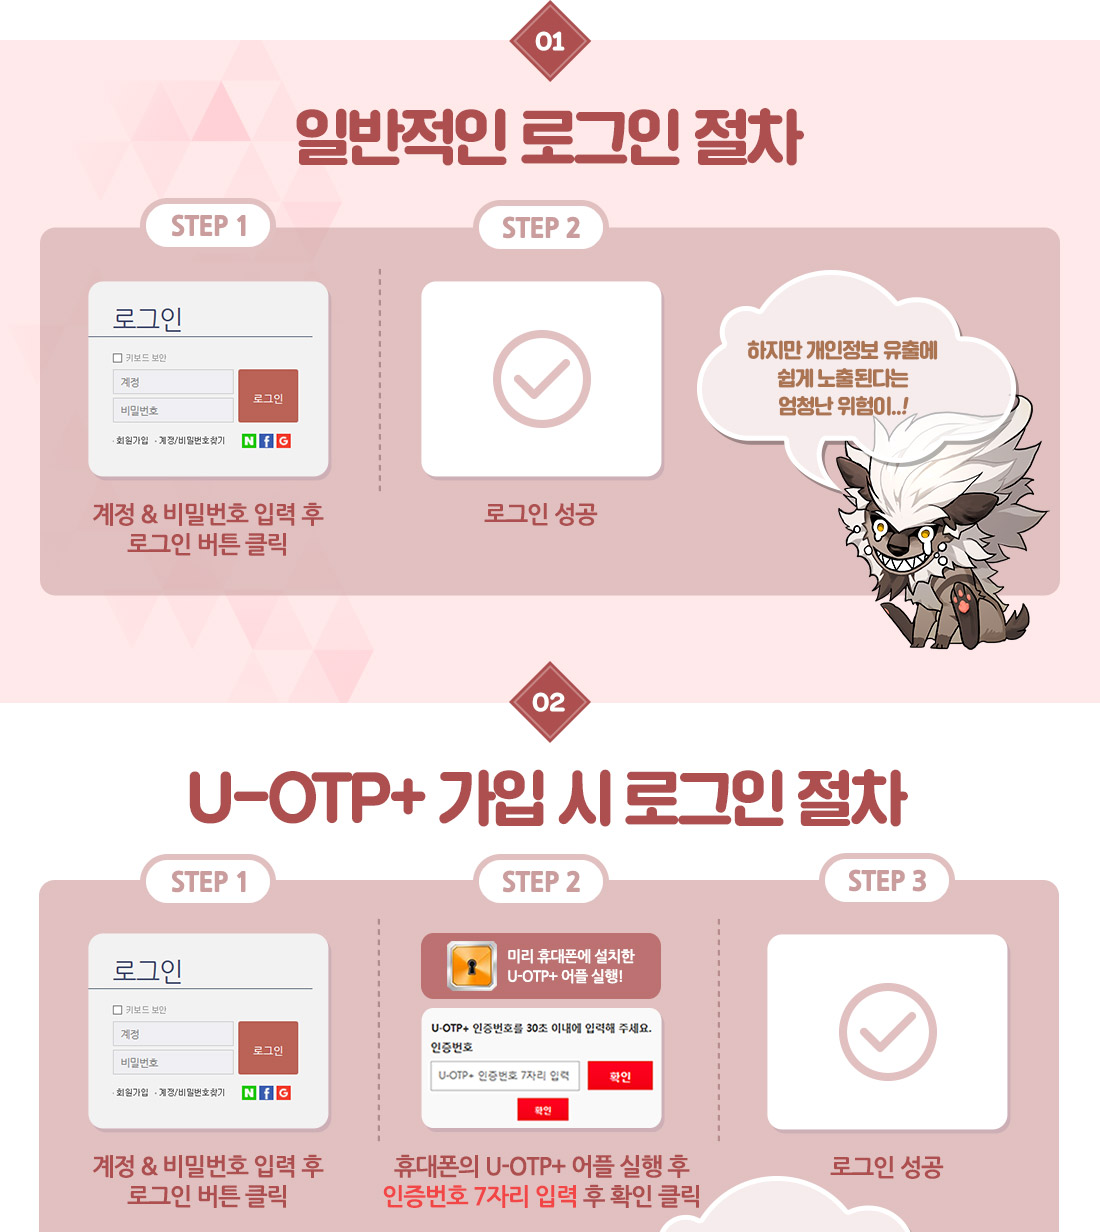 01
일반적인 로그인 절차
STEP 1
STEP 2
로그인
키보드 보안
계정
비밀번호
로그인
· 회원가입 · 계정/비밀번호찾기 N f G
계정 & 비밀번호 입력 후
로그인 버튼 클릭
로그인 성공
하지만 개인정보 유출에
쉽게 노출된다는
엄청난 위험이..!
02
U-OTP+ 가입 시 로그인 절차
STEP 1
STEP 2
STEP 3
로그인
키보드 보안
계정
비밀번호
로그인
· 회원가입 · 계정/비밀번호찾기 N f G
계정 & 비밀번호 입력 후
로그인 버튼 클릭
미리 휴대폰에 설치한
U-OTP+ 어플 실행!
U-OTP+ 인증번호를 30초 이내에 입력해 주세요.
인증번호
U-OTP+ 인증번호 7자리 입력
확인
확인
휴대폰의 U-OTP+ 어플 실행 후
인증번호 7자리 입력 후 확인 클릭
로그인 성공